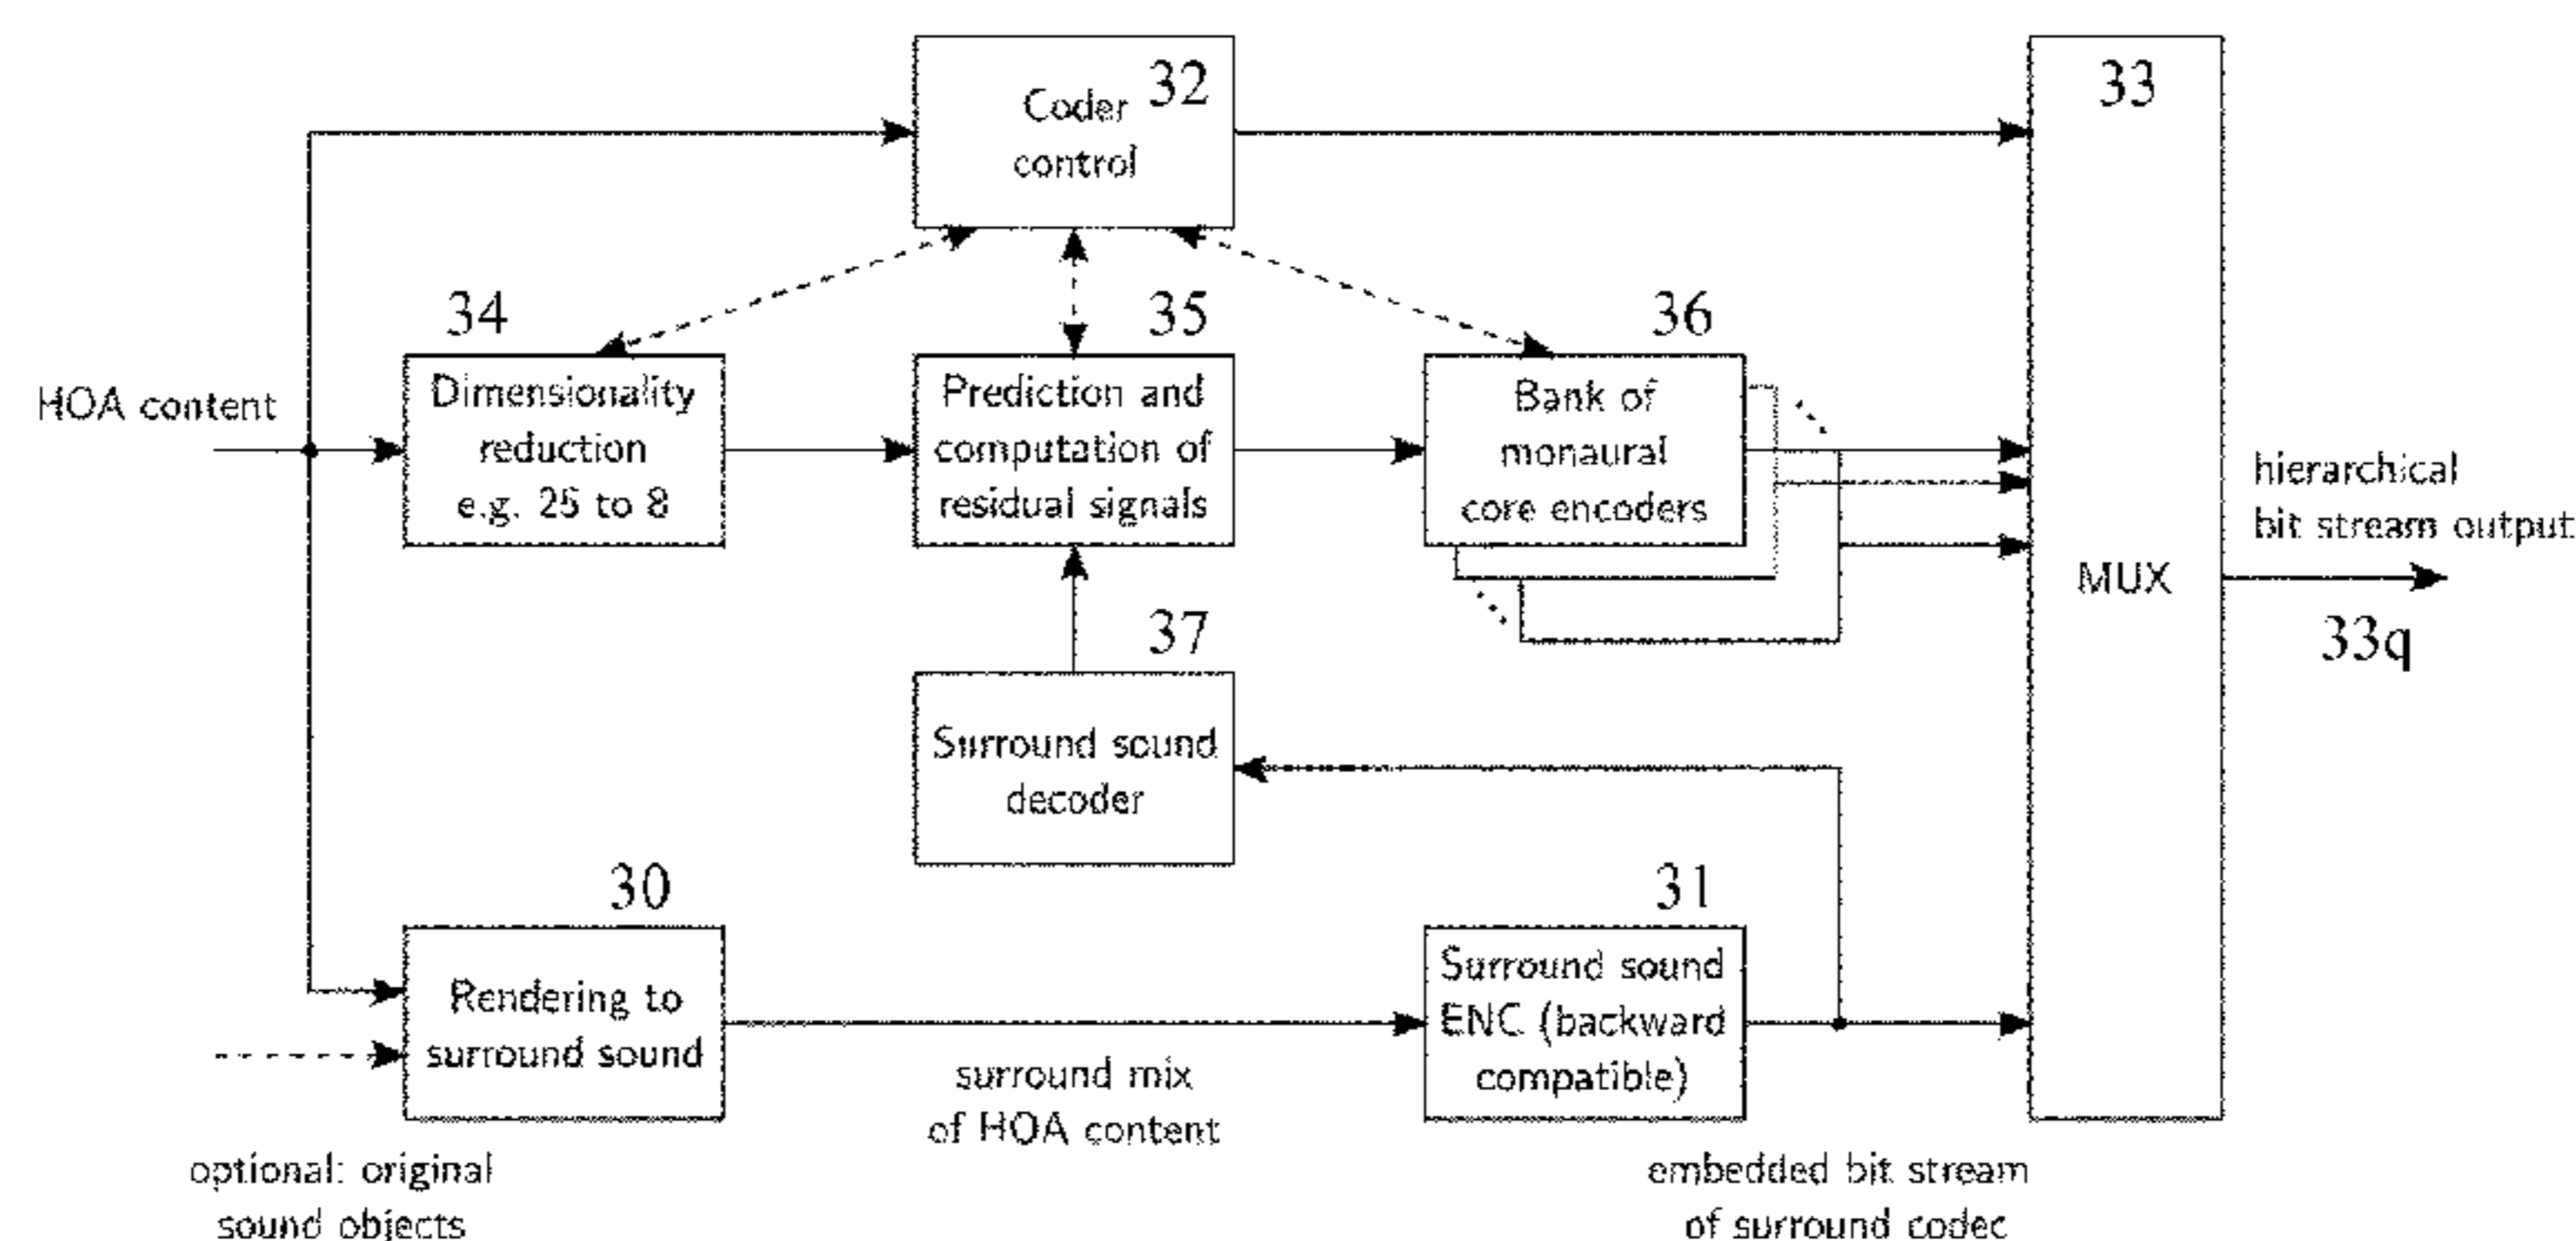 32
Coder
control
33
MUX
34
Dimensionality
reduction
e.g. 25 to 8
35
Prediction and
computation of
residual signals
36
Bank of
monaural
core encoders
HOA content
hierarchical
bit stream output
33q
37
Surround sound
decoder
30
Rendering to
surround sound
31
Surround sound
ENC (backward
compatible)
surround mix
of HOA content
optional: original
sound objects
embedded bit stream
of surround codec